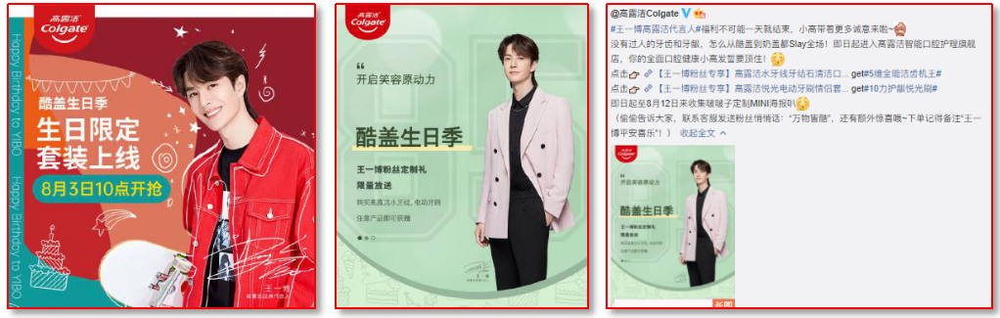 高露洁
Colgate
Happy Birthday to YIBO
Happy Birthday to YIBO
酷盖生日季
生日限定
套装上线
8月3日10点开抢
王一博
高露洁品牌代言人
高露洁
Colgate
“
开启笑容原动力
酷盖生日季
王一博粉丝定制礼
限量放送
购买高露洁水牙线,电动牙刷
任意产品即可获赠
王一博
@高露洁Colgate
#王一博高露洁代言人#福利不可能一天就结束，小高带着更多诚意来啦~
没有过人的牙齿和牙龈，怎么从酷盖到奶盖都Slay全场！即日起进入高露洁智能口腔护理旗舰
店，你的全面口腔健康小高发誓要顶住！
点击 【王一博粉丝专享】高露洁水牙线牙结石清洁口... get#5维全能洁齿机王#
点击 【王一博粉丝专享】高露洁悦光电动牙刷情侣套... get#10力护龈悦光刷#
即日起至8月12日来收集啵啵子定制MINI海报叭
（偷偷告诉大家，联系客服发送粉丝悄悄话：“万物皆酷”，还有额外惊喜哦~下单记得备注“王一
博平安喜乐”！） 收起全文
Colgate
开启笑容原动力
酷盖生日季
王一博粉丝定制礼
限量放送